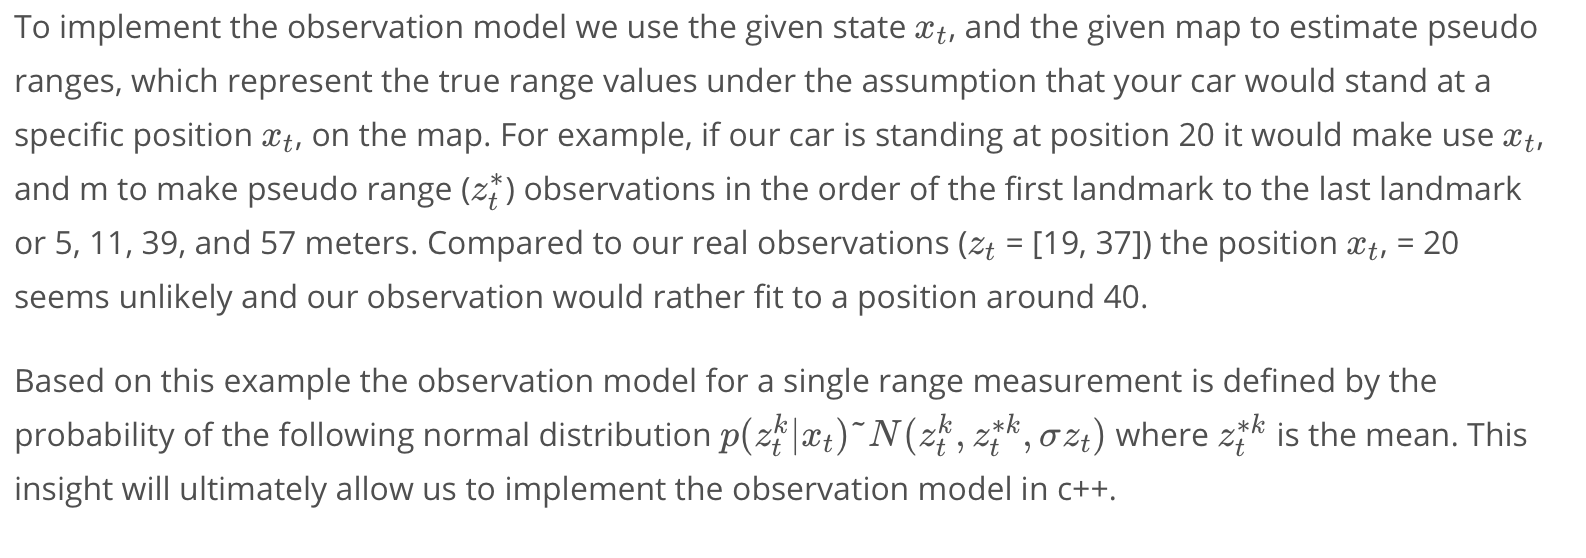 To implement the observation model we use the given state x_t, and the given map to estimate pseudo
ranges, which represent the true range values under the assumption that your car would stand at a
specific position x_t, on the map. For example, if our car is standing at position 20 it would make use x_t,
and m to make pseudo range (z_t^*) observations in the order of the first landmark to the last landmark
or 5, 11, 39, and 57 meters. Compared to our real observations (z_t = [19, 37]) the position x_t, = 20
seems unlikely and our observation would rather fit to a position around 40.
Based on this example the observation model for a single range measurement is defined by the
probability of the following normal distribution p(z_t^k|x_t)~N(z_t^k, z_t^{*k}, σz_t) where z_t^{*k} is the mean. This
insight will ultimately allow us to implement the observation model in c++.